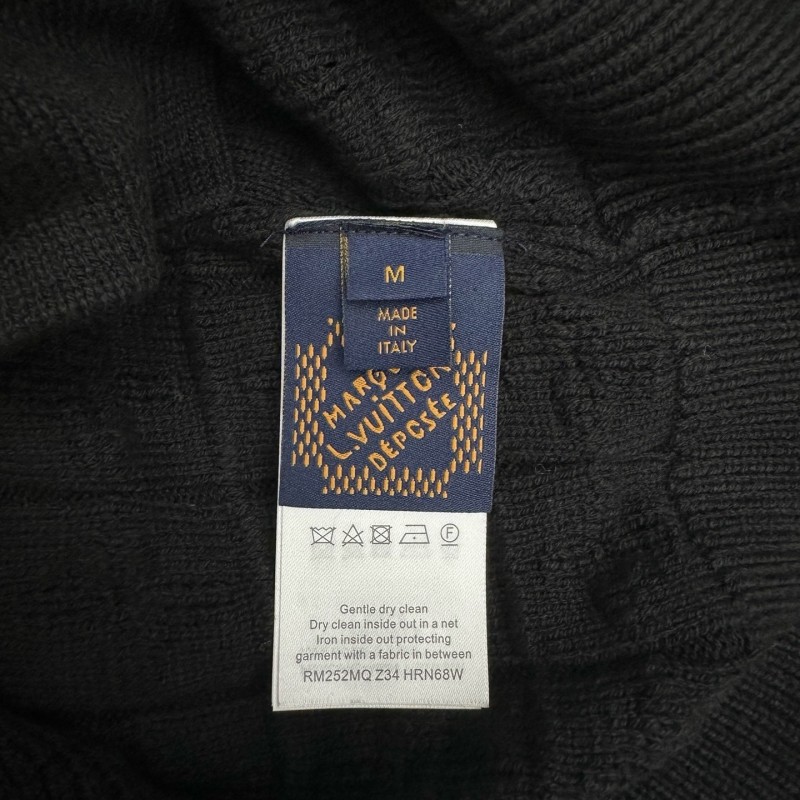 M
MADE
IN
ITALY
MARQU
L.VUITTON
DÉPOSÉE
F
Gentle dry clean
Dry clean inside out in a net
Iron inside out protecting
garment with a fabric in between
RM252MQ Z34 HRN68W